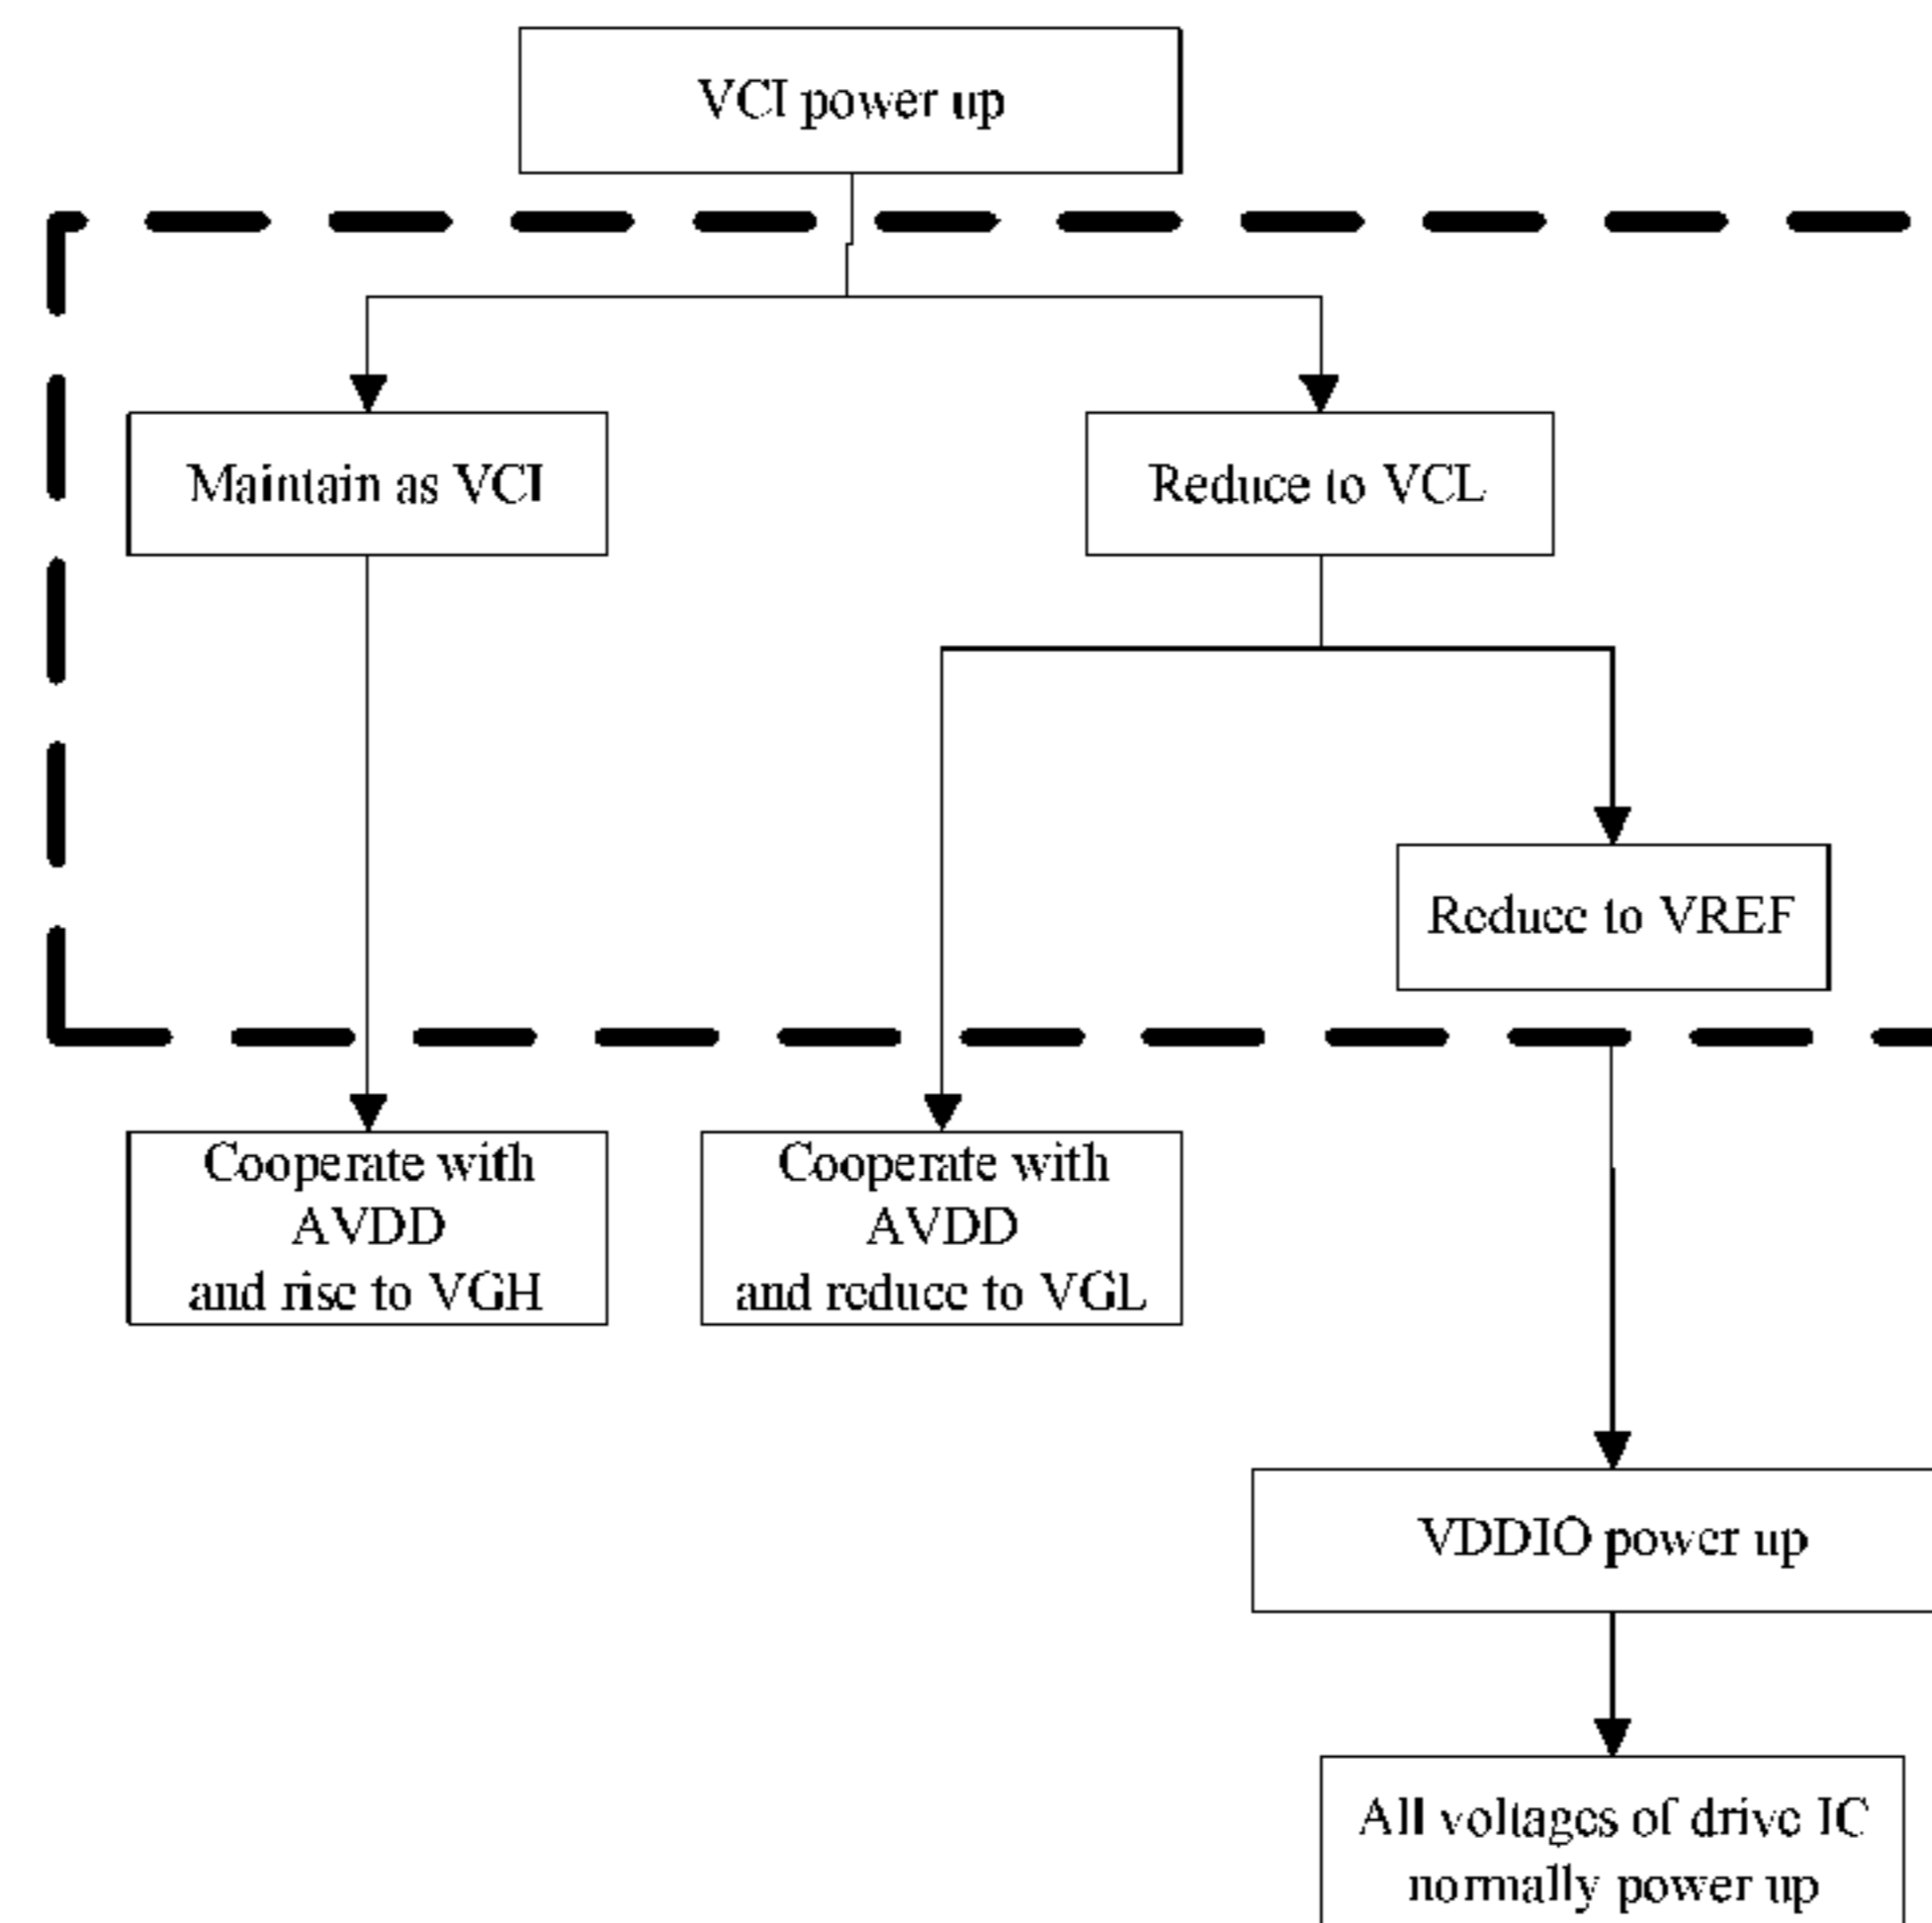 VCI power up
Maintain as VCI
Reduce to VCL
Reduce to VREF
Cooperate with
AVDD
and rise to VGH
Cooperate with
AVDD
and reduce to VGL
VDDIO power up
All voltages of drive IC
normally power up